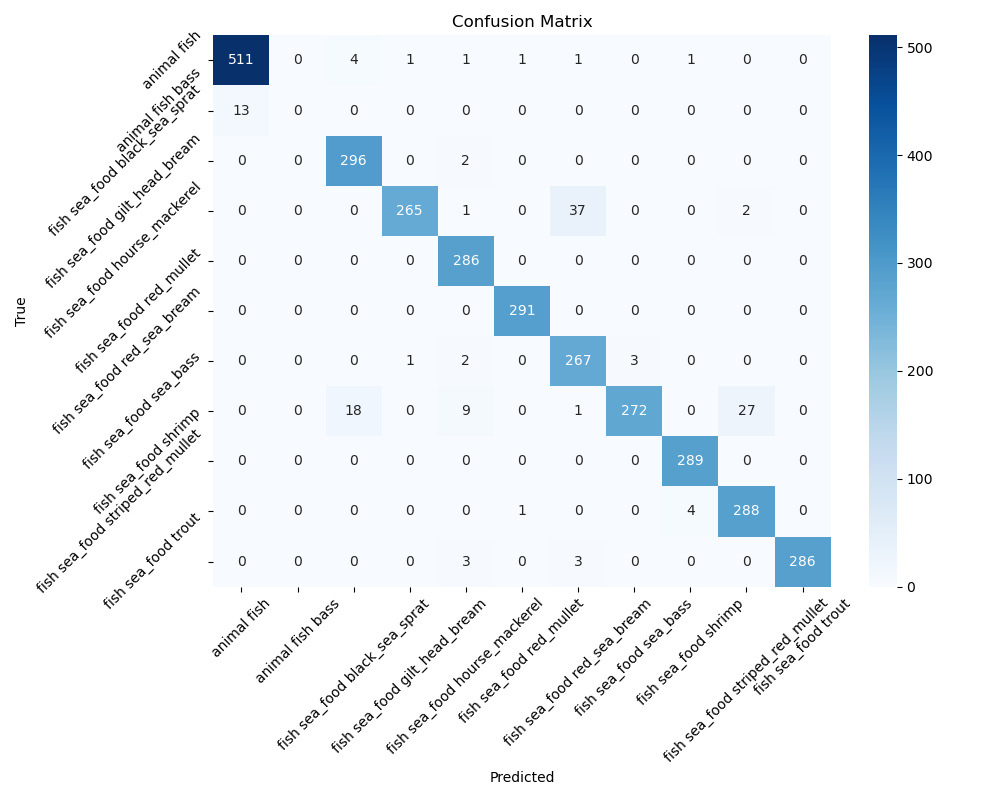 Confusion Matrix
True
animal fish 511 0 4 1 1 1 1 0 1 0 0
animal fish bass 13 0 0 0 0 0 0 0 0 0 0
fish sea_food black_sea_sprat 0 0 296 0 2 0 0 0 0 0 0
fish sea_food gilt_head_bream 0 0 0 265 1 0 37 0 0 2 0
fish sea_food hourse_mackerel 0 0 0 0 286 0 0 0 0 0 0
fish sea_food red_mullet 0 0 0 0 0 291 0 0 0 0 0
fish sea_food red_sea_bream 0 0 0 1 2 0 267 3 0 0 0
fish sea_food sea_bass 0 0 18 0 9 0 1 272 0 27 0
fish sea_food shrimp 0 0 0 0 0 0 0 0 289 0 0
fish sea_food striped_red_mullet 0 0 0 0 0 1 0 0 4 288 0
fish sea_food trout 0 0 0 0 3 0 3 0 0 0 286
animal fish
animal fish bass
fish sea_food black_sea_sprat
fish sea_food gilt_head_bream
fish sea_food hourse_mackerel
fish sea_food red_mullet
fish sea_food red_sea_bream
fish sea_food sea_bass
fish sea_food shrimp
fish sea_food striped_red_mullet
fish sea_food trout
Predicted
500
400
300
200
100
0